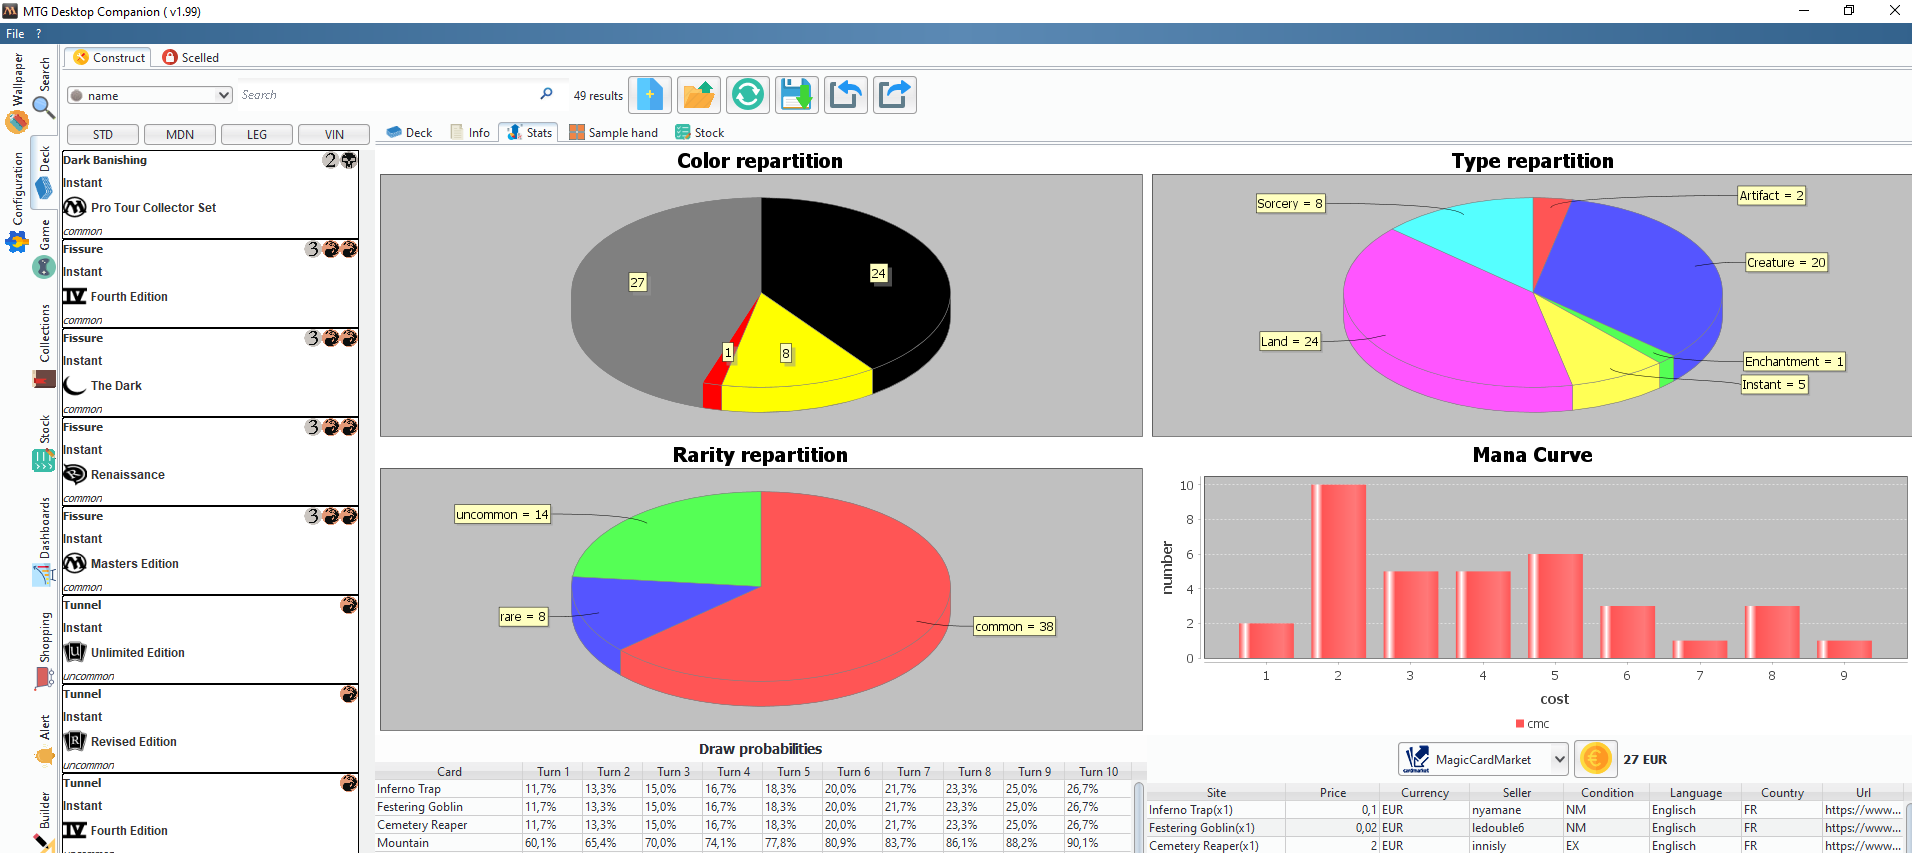 MTG Desktop Companion ( v1.99)
File ?
Wallpaper
Configuration
Search
Deck
Game
Collections
Stock
Dashboards
Shopping
Alert
Builder
Construct Scelled
name Search 49 results
STD MDN LEG VIN
Deck Info Stats Sample hand Stock
Dark Banishing 2
Instant
Pro Tour Collector Set
common
Fissure 3
Instant
IV Fourth Edition
common
Fissure 3
Instant
The Dark
common
Fissure 3
Instant
Renaissance
common
Fissure 3
Instant
Masters Edition
common
Tunnel
Instant
U Unlimited Edition
uncommon
Tunnel
Instant
R Revised Edition
uncommon
Tunnel
Instant
IV Fourth Edition
uncommon
Color repartition
27
24
1
8
Type repartition
Sorcery = 8
Artifact = 2
Creature = 20
Land = 24
Enchantment = 1
Instant = 5
Rarity repartition
uncommon = 14
rare = 8
common = 38
Mana Curve
number
10
8
6
4
2
0
1 2 3 4 5 6 7 8 9
cost
cmc
Draw probabilities
Card Turn 1 Turn 2 Turn 3 Turn 4 Turn 5 Turn 6 Turn 7 Turn 8 Turn 9 Turn 10
Inferno Trap 11,7% 13,3% 15,0% 16,7% 18,3% 20,0% 21,7% 23,3% 25,0% 26,7%
Festering Goblin 11,7% 13,3% 15,0% 16,7% 18,3% 20,0% 21,7% 23,3% 25,0% 26,7%
Cemetery Reaper 11,7% 13,3% 15,0% 16,7% 18,3% 20,0% 21,7% 23,3% 25,0% 26,7%
Mountain 60,1% 65,4% 70,0% 74,1% 77,8% 80,9% 83,7% 86,1% 88,2% 90,1%
cardmarket MagicCardMarket 27 EUR
Site Price Currency Seller Condition Language Country Url
Inferno Trap(x1) 0,1 EUR nyamane NM Englisch FR https://www...
Festering Goblin(x1) 0,02 EUR ledouble6 NM Englisch FR https://www...
Cemetery Reaper(x1) 2 EUR innisly EX Englisch FR https://www...